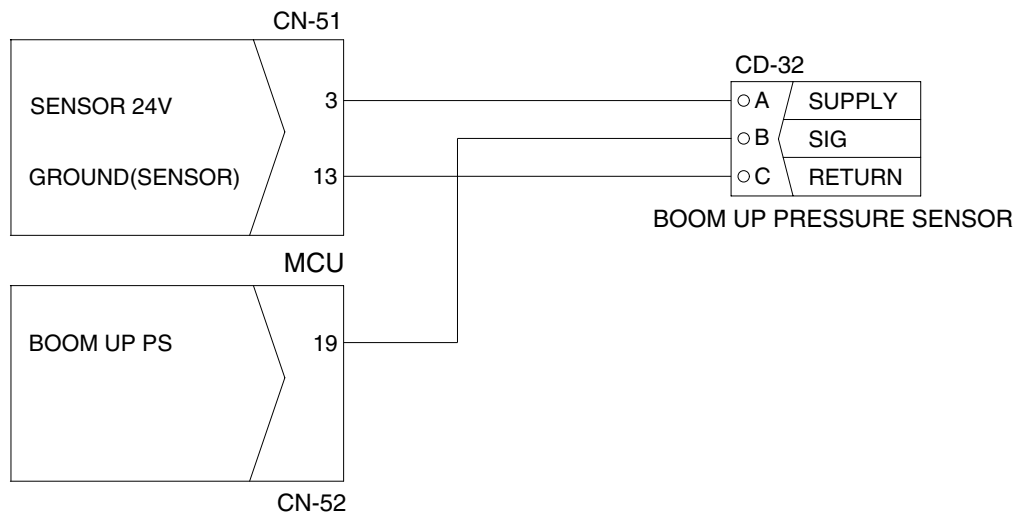 CN-51
CD-32
SENSOR 24V 3
A SUPPLY
B SIG
GROUND(SENSOR) 13
C RETURN
BOOM UP PRESSURE SENSOR
MCU
BOOM UP PS 19
CN-52